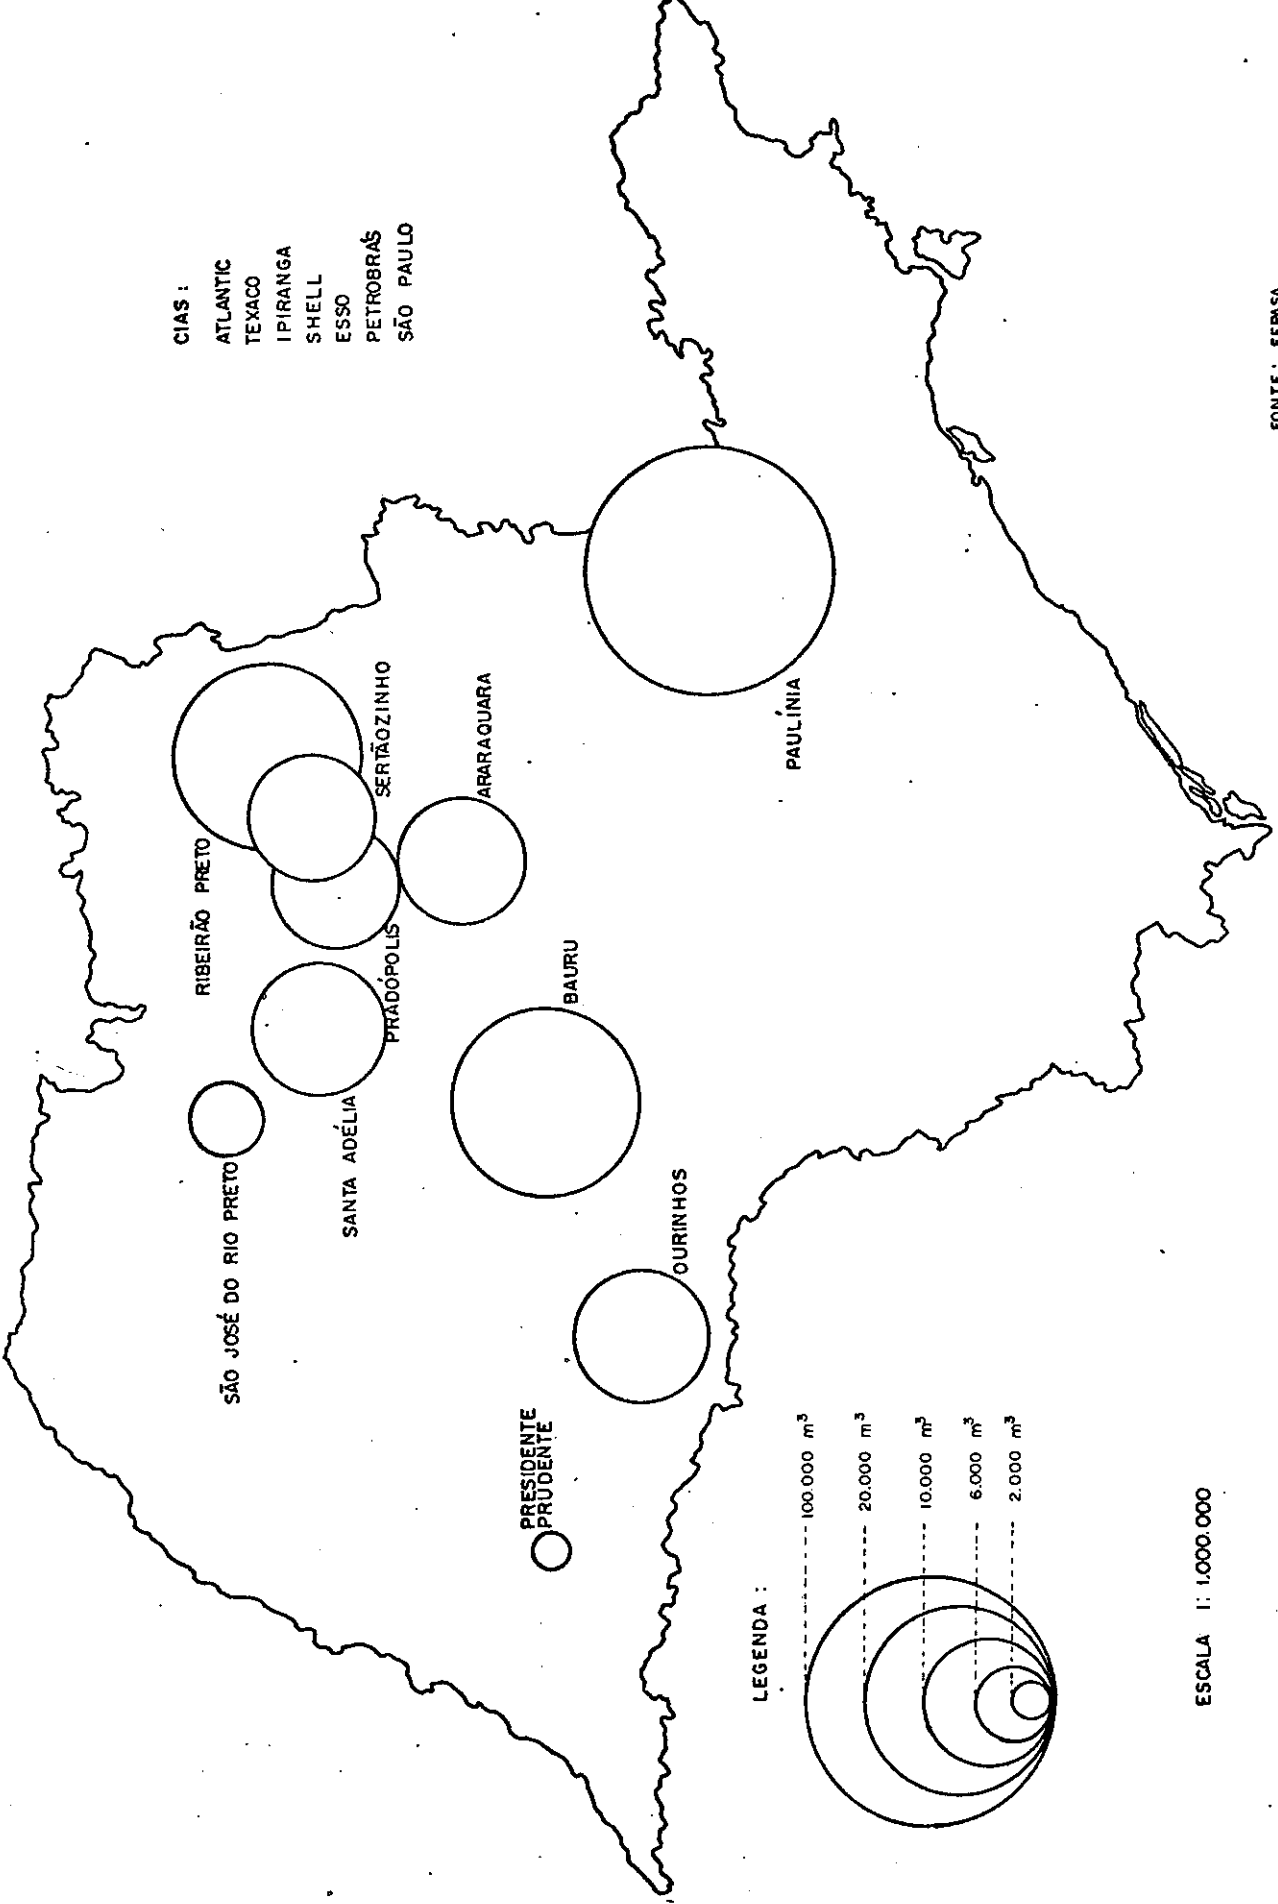 CIAS :
ATLANTIC
TEXACO
IPIRANGA
SHELL
ESSO
PETROBRÁS
SÃO PAULO
RIBEIRÃO PRETO
SERTÃOZINHO
ARARAQUARA
PRADÓPOLIS
SÃO JOSÉ DO RIO PRETO
SANTA ADÉLIA
BAURU
PAULÍNIA
OURINHOS
PRESIDENTE
PRUDENTE
LEGENDA :
100.000 m³
20.000 m³
10.000 m³
6.000 m³
2.000 m³
ESCALA 1: 1.000.000
FONTE: FEPASA